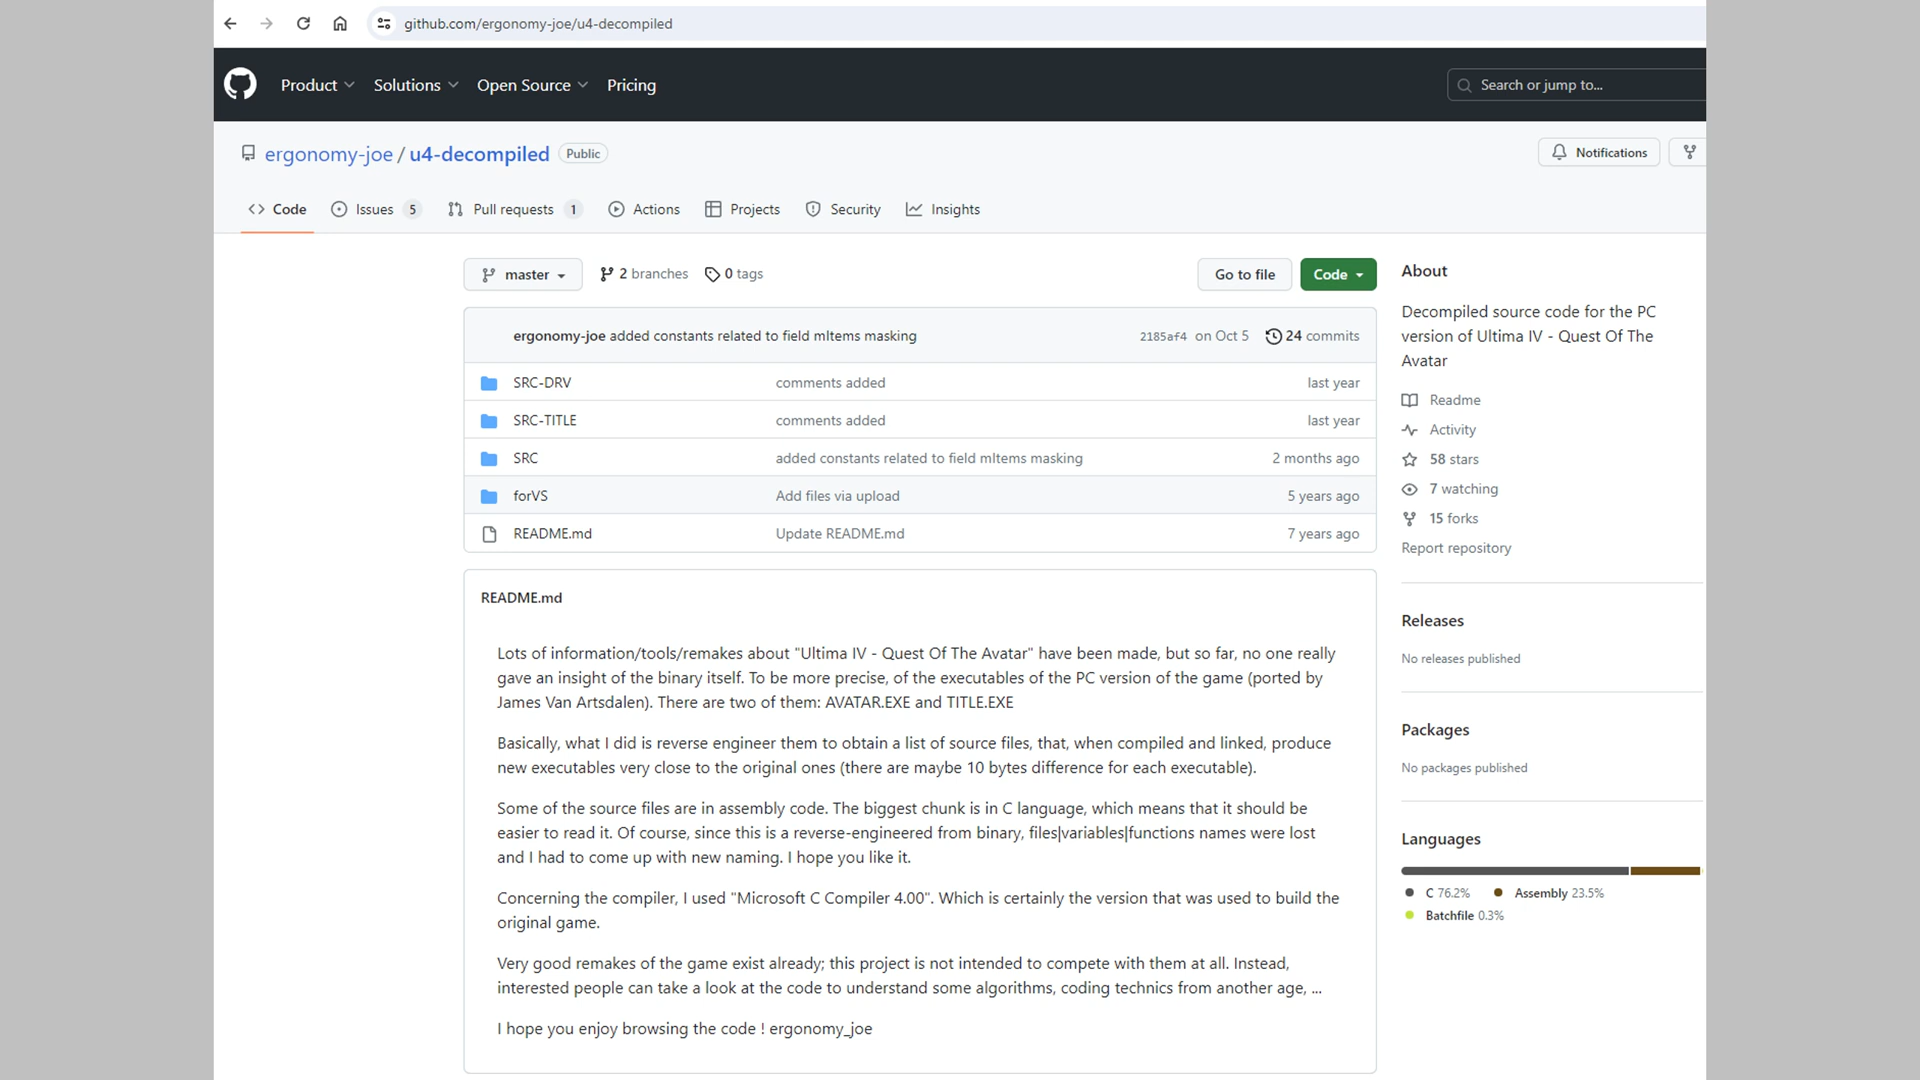 github.com/ergonomy-joe/u4-decompiled
Product Solutions Open Source Pricing Search or jump to...
ergonomy-joe / u4-decompiled Public Notifications
Code Issues 5 Pull requests 1 Actions Projects Security Insights
master 2 branches 0 tags Go to file Code
ergonomy-joe added constants related to field mItems masking 2185af4 on Oct 5 24 commits
SRC-DRV comments added last year
SRC-TITLE comments added last year
SRC added constants related to field mItems masking 2 months ago
forVS Add files via upload 5 years ago
README.md Update README.md 7 years ago
README.md
Lots of information/tools/remakes about "Ultima IV - Quest Of The Avatar" have been made, but so far, no one really
gave an insight of the binary itself. To be more precise, of the executables of the PC version of the game (ported by
James Van Artsdalen). There are two of them: AVATAR.EXE and TITLE.EXE
Basically, what I did is reverse engineer them to obtain a list of source files, that, when compiled and linked, produce
new executables very close to the original ones (there are maybe 10 bytes difference for each executable).
Some of the source files are in assembly code. The biggest chunk is in C language, which means that it should be
easier to read it. Of course, since this is a reverse-engineered from binary, files|variables|functions names were lost
and I had to come up with new naming. I hope you like it.
Concerning the compiler, I used "Microsoft C Compiler 4.00". Which is certainly the version that was used to build the
original game.
Very good remakes of the game exist already; this project is not intended to compete with them at all. Instead,
interested people can take a look at the code to understand some algorithms, coding technics from another age, ...
I hope you enjoy browsing the code ! ergonomy_joe
About
Decompiled source code for the PC
version of Ultima IV - Quest Of The
Avatar
Readme
Activity
58 stars
7 watching
15 forks
Report repository
Releases
No releases published
Packages
No packages published
Languages
C 76.2% Assembly 23.5%
Batchfile 0.3%